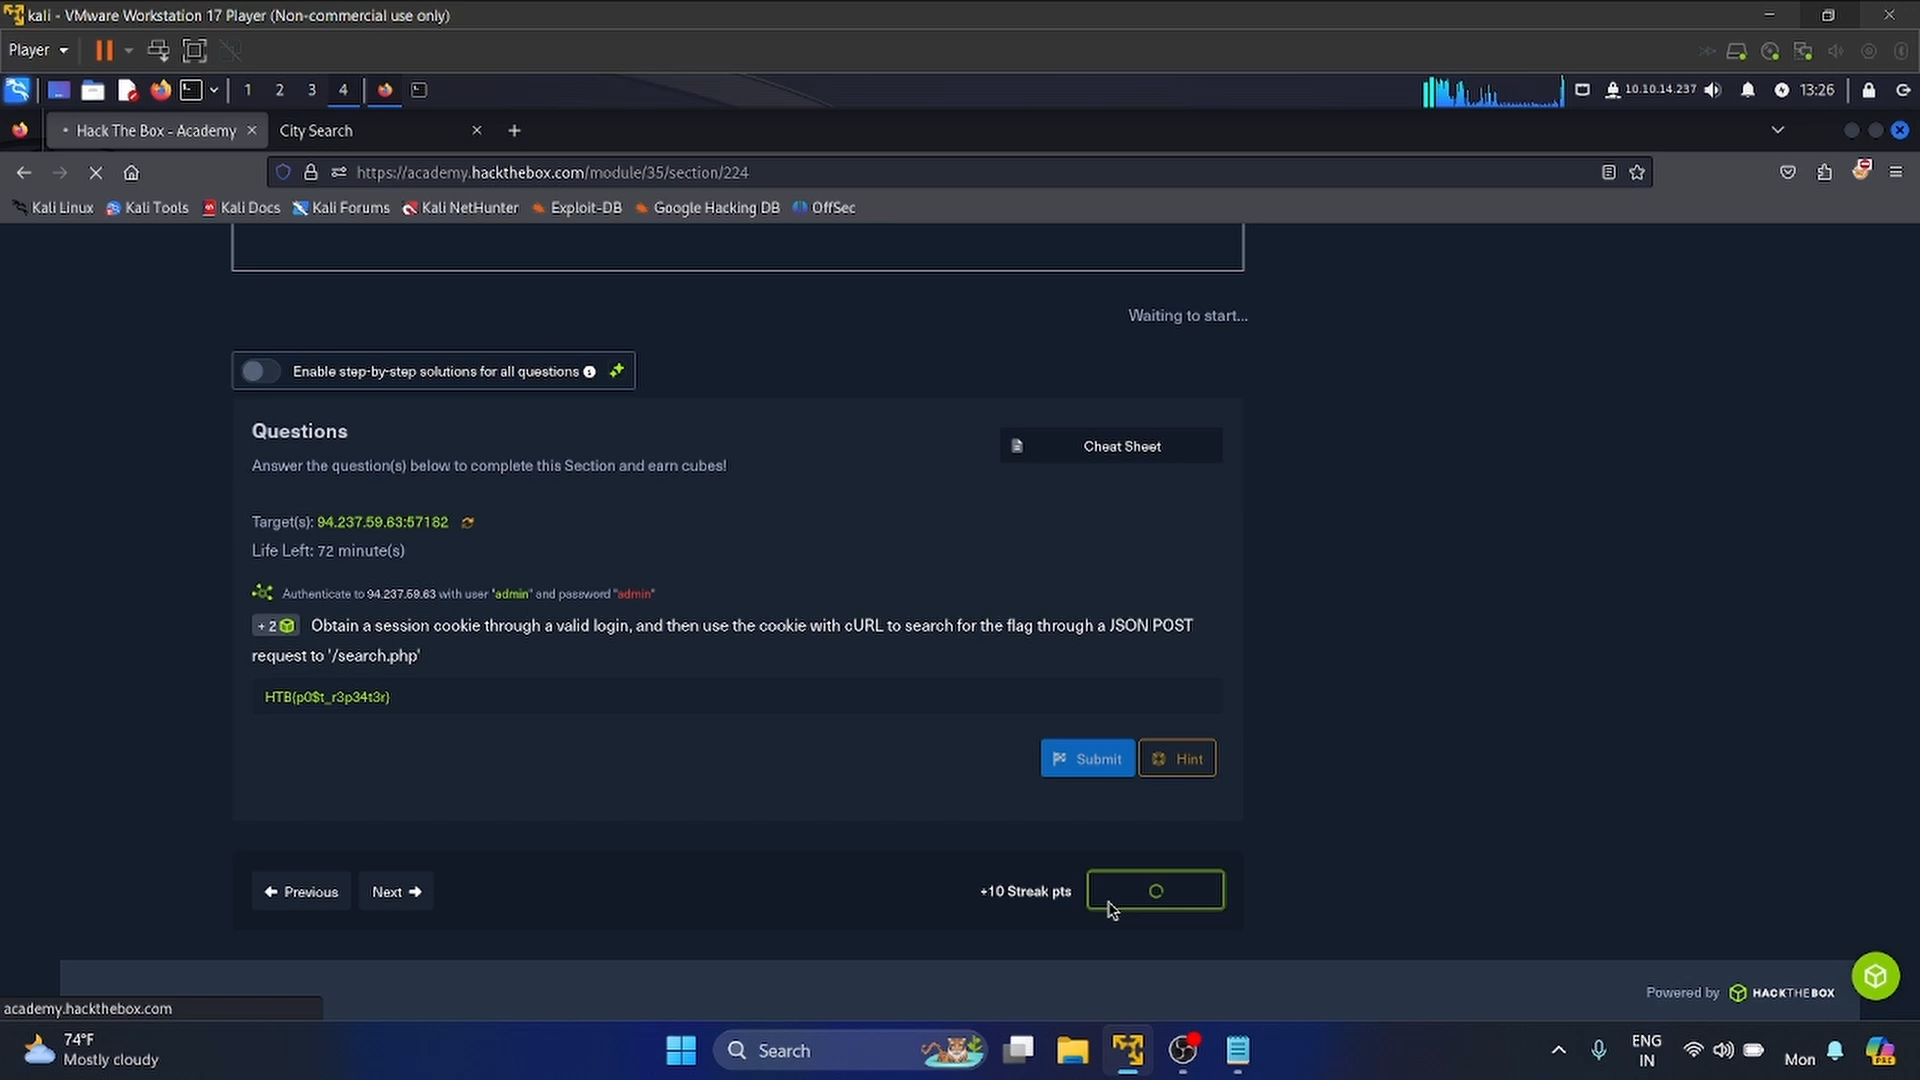 kali - VMware Workstation 17 Player (Non-commercial use only)
Player
1 2 3 4
10.10.14.237 13:26
Hack The Box - Academy
City Search
https://academy.hackthebox.com/module/35/section/224
Kali Linux Kali Tools Kali Docs Kali Forums Kali NetHunter Exploit-DB Google Hacking DB OffSec
Waiting to start...
Enable step-by-step solutions for all questions
Questions
Cheat Sheet
Answer the question(s) below to complete this Section and earn cubes!
Target(s): 94.237.59.63:57182
Life Left: 72 minute(s)
Authenticate to 94.237.59.63 with user "admin" and password "admin"
+ 2 Obtain a session cookie through a valid login, and then use the cookie with cURL to search for the flag through a JSON POST
request to '/search.php'
HTB{p0$t_r3p34t3r}
Submit Hint
Previous Next +10 Streak pts
Powered by HACKTHEBOX
academy.hackthebox.com
74°F
Mostly cloudy
Search
ENG
IN
Mon
PRE